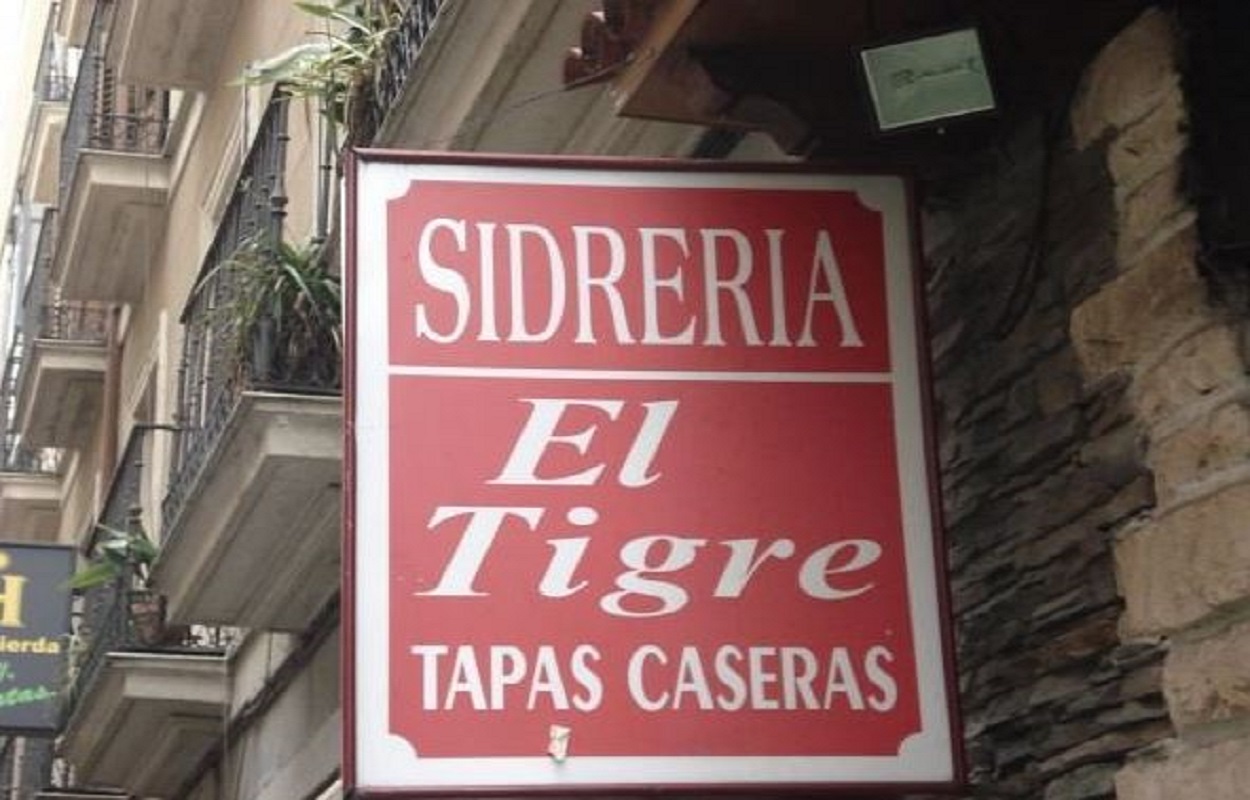 SIDRERIA
El
Tigre
TAPAS CASERAS